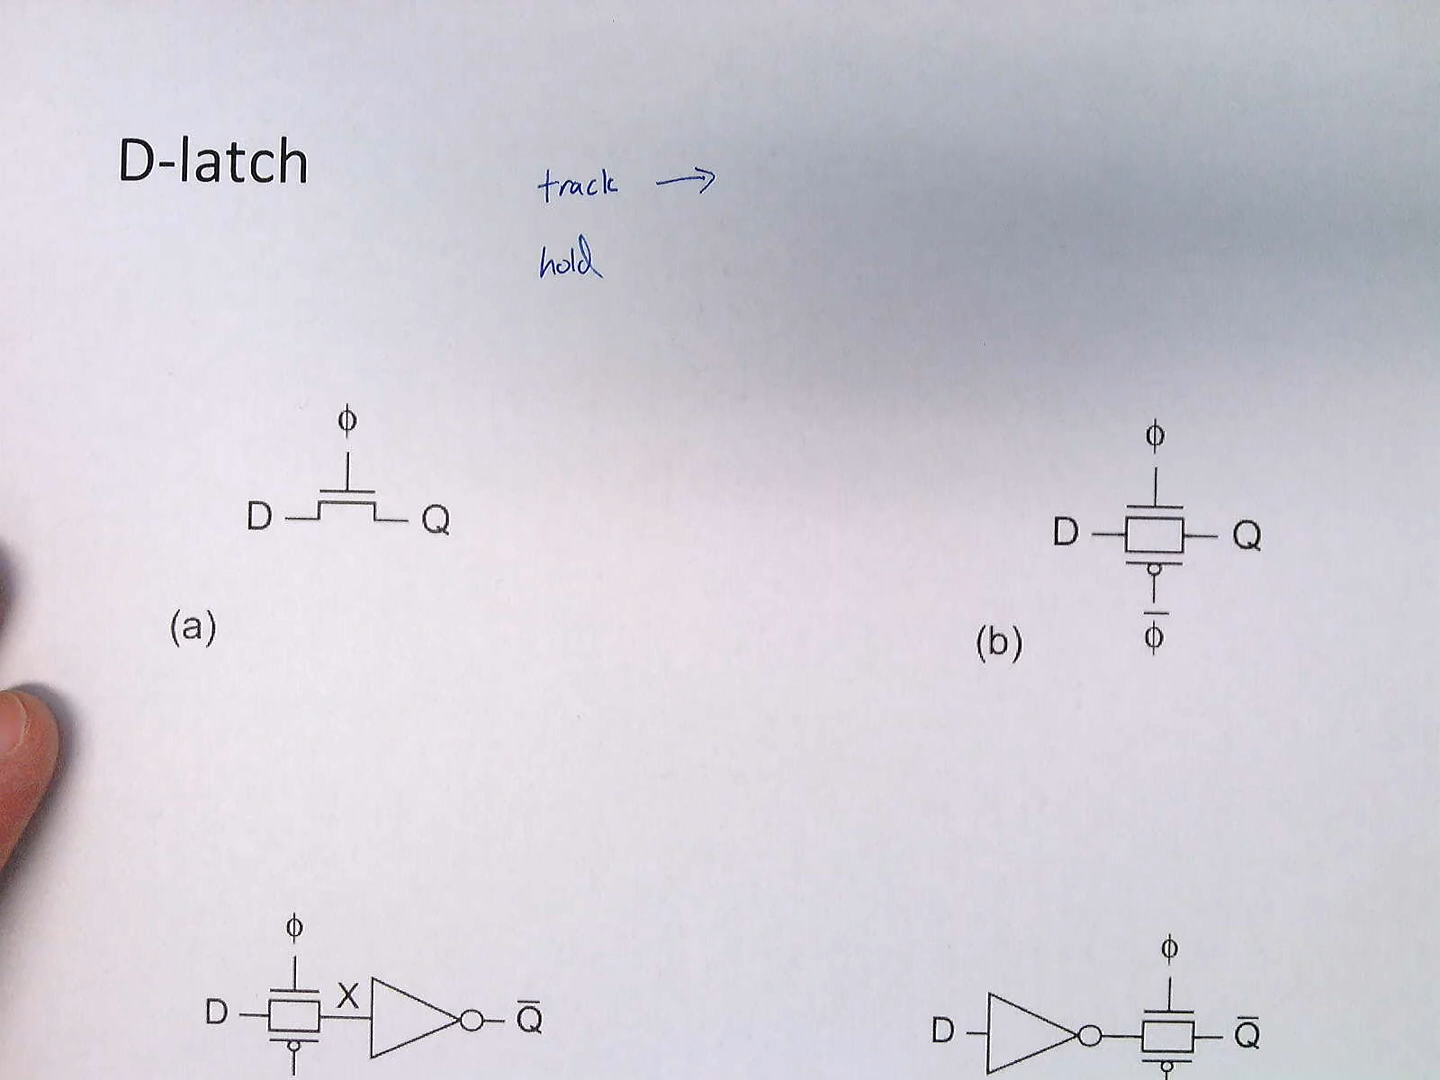 D-latch
track →
hold
ϕ
D Q
(a)
ϕ
D Q
ϕ̅
(b)
ϕ
D X Q̅
ϕ
D Q̅